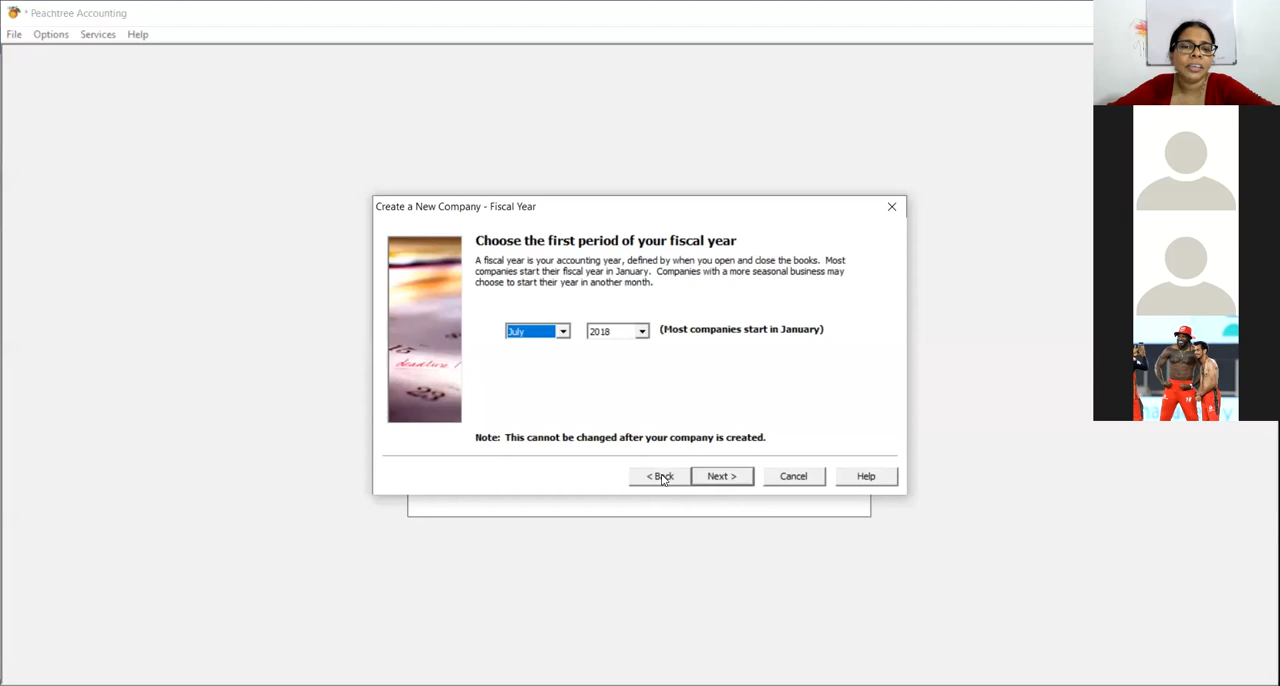 * Peachtree Accounting
File Options Services Help
Create a New Company - Fiscal Year
Choose the first period of your fiscal year
A fiscal year is your accounting year, defined by when you open and close the books. Most
companies start their fiscal year in January. Companies with a more seasonal business may
choose to start their year in another month.
July 2018 (Most companies start in January)
15
deadline!
23
Note: This cannot be changed after your company is created.
< Back Next > Cancel Help